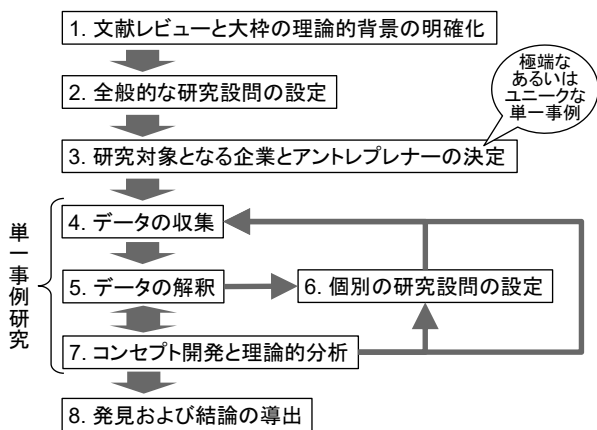 1. 文献レビューと大枠の理論的背景の明確化
極端な
あるいは
ユニークな
単一事例
2. 全般的な研究設問の設定
3. 研究対象となる企業とアントレプレナーの決定
単一事例研究
4. データの収集
5. データの解釈
6. 個別の研究設問の設定
7. コンセプト開発と理論的分析
8. 発見および結論の導出